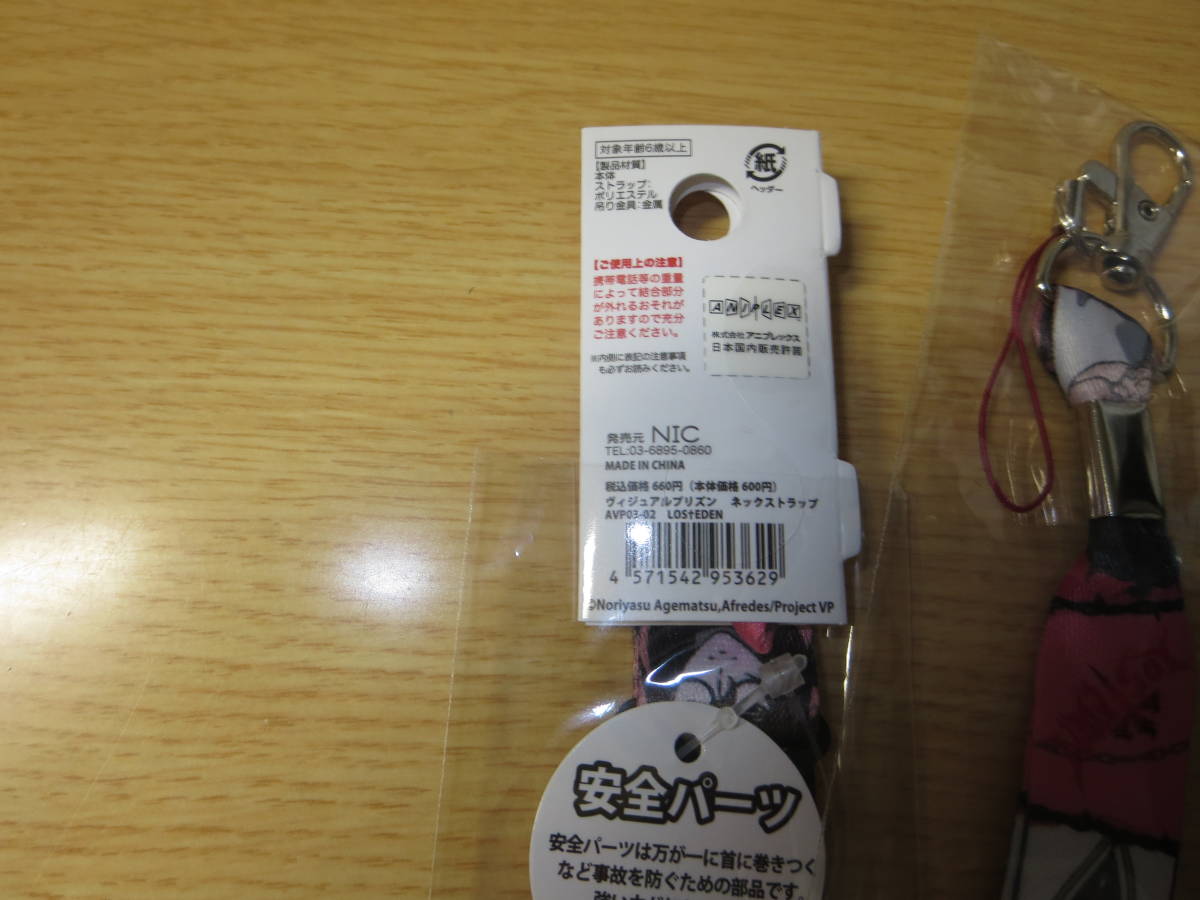 対象年齢6歳以上
【製品材質】
本体
ストラップ：
ポリエステル
吊り金具：金属
紙
ヘッダー
【ご使用上の注意】
携帯電話等の重量
によって結合部分
が外れるおそれが
ありますので充分
ご注意ください。
※内側に表記の注意事項
も必ずお読みください。
ANIPLEX
株式会社アニプレックス
日本国内販売許諾
発売元 NIC
TEL:03-6895-0860
MADE IN CHINA
税込価格 660円（本体価格 600円）
ヴィジュアルプリズン ネックストラップ
AVP03-02 LOS†EDEN
4 571542 953629
©Noriyasu Agematsu,Afredes/Project VP
安全パーツ
安全パーツは万が一に首に巻きつく
など事故を防ぐための部品です。